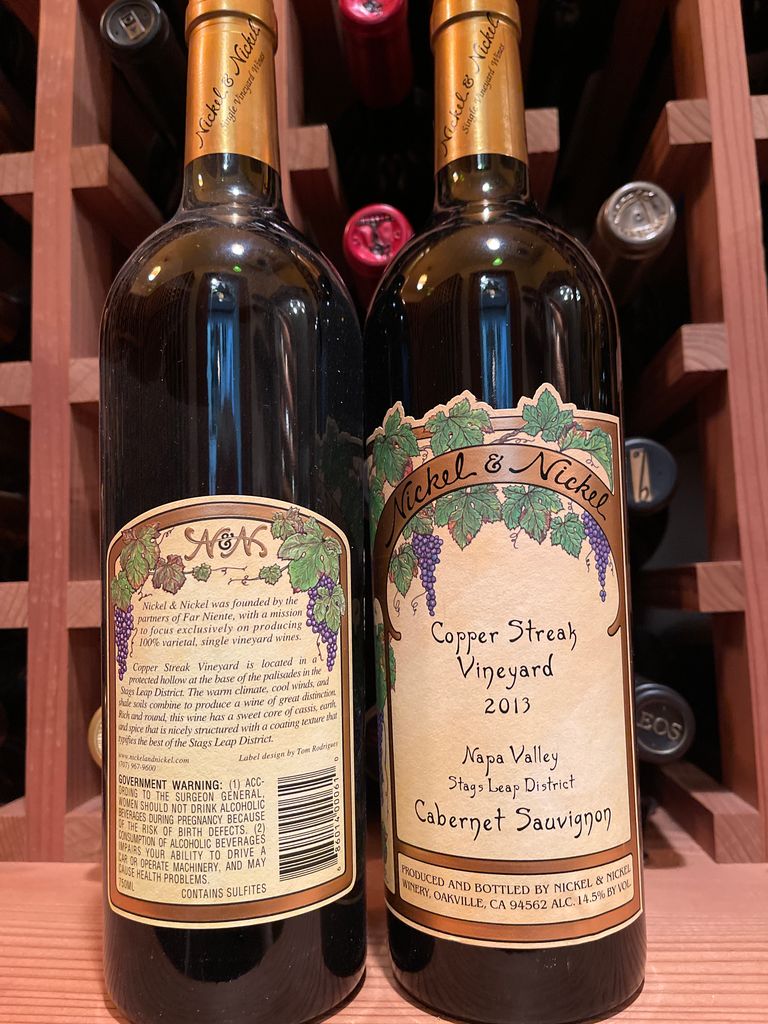 Nickel & Nickel
Single Vineyard Wines
N&N
Nickel & Nickel was founded by the
partners of Far Niente, with a mission
to focus exclusively on producing
100% varietal, single vineyard wines.
Copper Streak Vineyard is located in a
protected hollow at the base of the palisades in the
Stags Leap District. The warm climate, cool winds, and
shale soils combine to produce a wine of great distinction.
Rich and round, this wine has a sweet core of cassis, earth,
and spice that is nicely structured with a coating texture that
typifies the best of the Stags Leap District.
www.nickelandnickel.com
Label design by Tom Rodrigues
(707) 967-9600
GOVERNMENT WARNING: (1) ACC-
ORDING TO THE SURGEON GENERAL,
WOMEN SHOULD NOT DRINK ALCOHOLIC
BEVERAGES DURING PREGNANCY BECAUSE
OF THE RISK OF BIRTH DEFECTS. (2)
CONSUMPTION OF ALCOHOLIC BEVERAGES
IMPAIRS YOUR ABILITY TO DRIVE A
CAR OR OPERATE MACHINERY, AND MAY
CAUSE HEALTH PROBLEMS.
750ML
CONTAINS SULFITES
Nickel & Nickel
Single Vineyard Wines
Nickel & Nickel
Copper Streak
Vineyard
2013
Napa Valley
Stags Leap District
Cabernet Sauvignon
PRODUCED AND BOTTLED BY NICKEL & NICKEL
WINERY, OAKVILLE, CA 94562 ALC. 14.5% BY VOL.
EOS